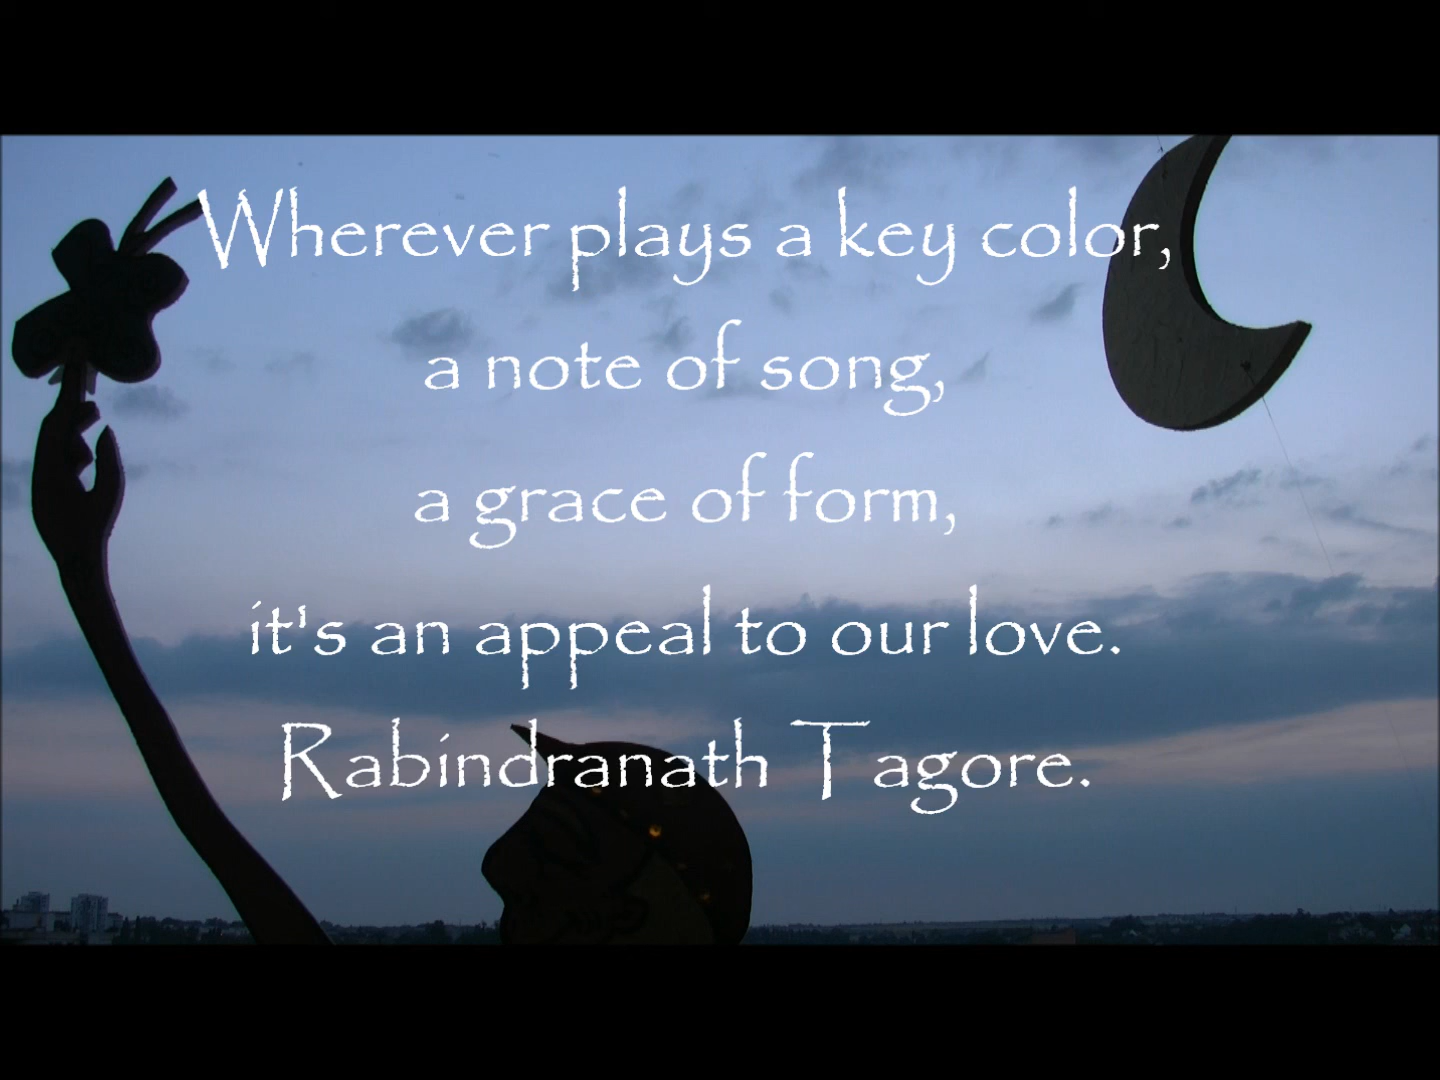 Wherever plays a key color,
a note of song,
a grace of form,
it's an appeal to our love.
Rabindranath Tagore.